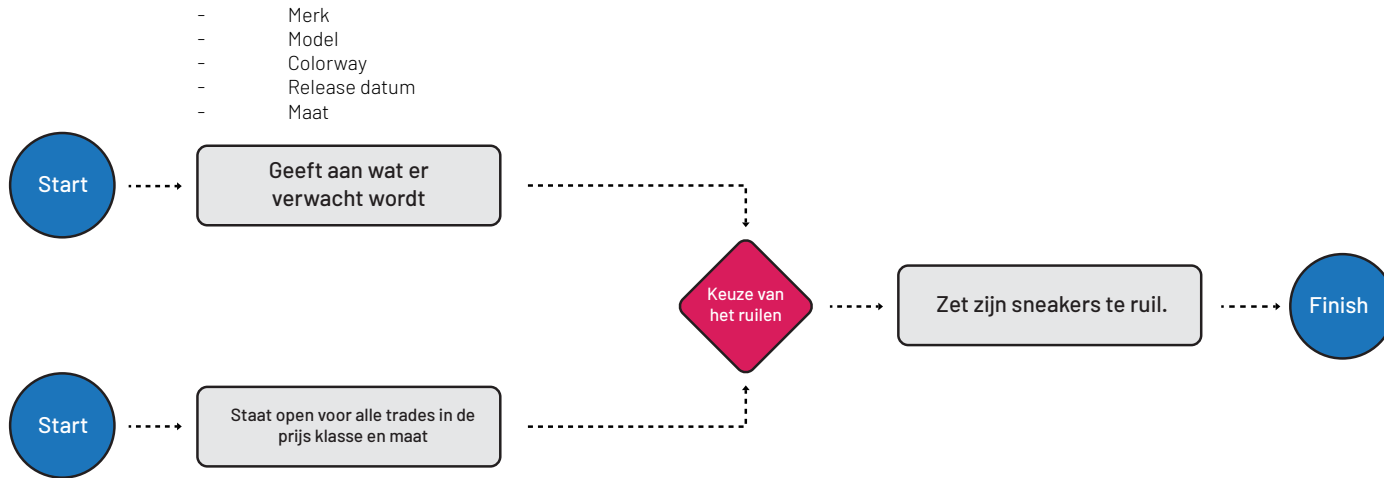 - Merk
- Model
- Colorway
- Release datum
- Maat
Start
Geeft aan wat er
verwacht wordt
Keuze van
het ruilen
Zet zijn sneakers te ruil.
Finish
Start
Staat open voor alle trades in de
prijs klasse en maat